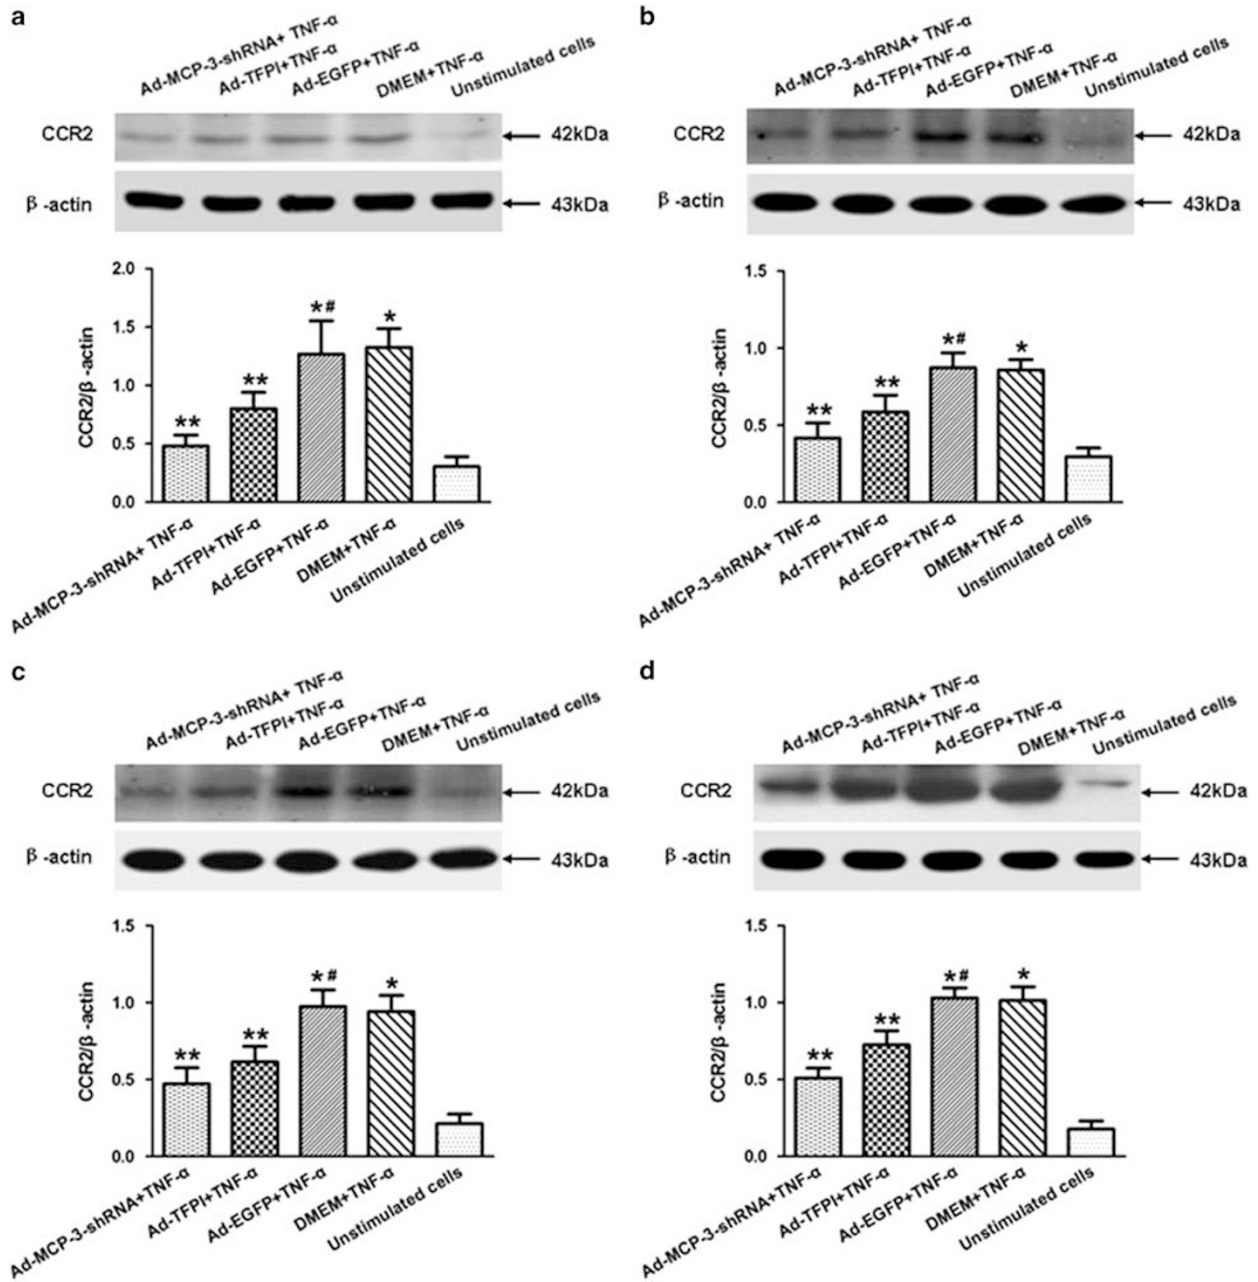 a
Ad-MCP-3-shRNA+ TNF-α
Ad-TFPI+TNF-α
Ad-EGFP+TNF-α
DMEM+TNF-α
Unstimulated cells
CCR2
42kDa
β -actin
43kDa
CCR2/β -actin
2.0
1.5
1.0
0.5
0.0
**
**
*#
*
Ad-MCP-3-shRNA+ TNF-α
Ad-TFPI+TNF-α
Ad-EGFP+TNF-α
DMEM+TNF-α
Unstimulated cells
b
Ad-MCP-3-shRNA+ TNF-α
Ad-TFPI+TNF-α
Ad-EGFP+TNF-α
DMEM+TNF-α
Unstimulated cells
CCR2
42kDa
β -actin
43kDa
CCR2/β -actin
1.5
1.0
0.5
0.0
**
**
*#
*
Ad-MCP-3-shRNA+ TNF-α
Ad-TFPI+TNF-α
Ad-EGFP+TNF-α
DMEM+TNF-α
Unstimulated cells
c
Ad-MCP-3-shRNA+ TNF-α
Ad-TFPI+TNF-α
Ad-EGFP+TNF-α
DMEM+TNF-α
Unstimulated cells
CCR2
42kDa
β -actin
43kDa
CCR2/β -actin
1.5
1.0
0.5
0.0
**
**
*#
*
Ad-MCP-3-shRNA+TNF-α
Ad-TFPI+TNF-α
Ad-EGFP+TNF-α
DMEM+TNF-α
Unstimulated cells
d
Ad-MCP-3-shRNA+ TNF-α
Ad-TFPI+TNF-α
Ad-EGFP+TNF-α
DMEM+TNF-α
Unstimulated cells
CCR2
42kDa
β -actin
43kDa
CCR2/β -actin
1.5
1.0
0.5
0.0
**
**
*#
*
Ad-MCP-3-shRNA+TNF-α
Ad-TFPI+TNF-α
Ad-EGFP+TNF-α
DMEM+TNF-α
Unstimulated cells